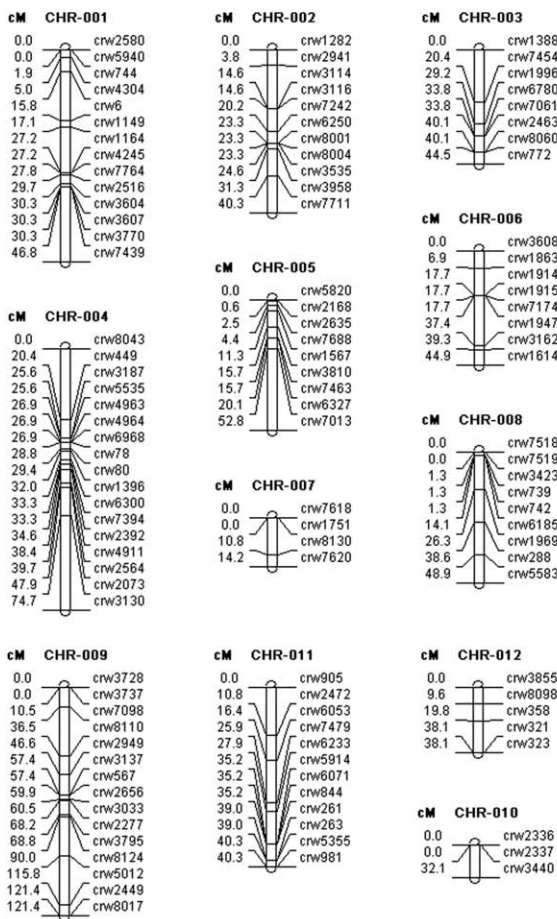 cM CHR-001
0.0 crw2580
0.0 crw5940
1.9 crw744
5.0 crw4304
15.8 crw6
17.1 crw1149
27.2 crw1164
27.2 crw4245
27.8 crw7764
29.7 crw2516
30.3 crw3604
30.3 crw3607
30.3 crw3770
46.8 crw7439
cM CHR-002
0.0 crw1282
3.8 crw2941
14.6 crw3114
14.6 crw3116
20.2 crw7242
23.3 crw6250
23.3 crw8001
23.3 crw8004
24.6 crw3535
31.3 crw3958
40.3 crw7711
cM CHR-003
0.0 crw1388
20.4 crw7454
29.2 crw1996
33.8 crw6780
33.8 crw7061
40.1 crw2463
40.1 crw8060
44.5 crw772
cM CHR-004
0.0 crw8043
20.4 crw449
25.6 crw3187
25.6 crw5535
26.9 crw4963
26.9 crw4964
26.9 crw6968
28.8 crw78
29.4 crw80
32.0 crw1396
33.3 crw6300
33.3 crw7394
34.6 crw2392
38.4 crw4911
39.7 crw2564
47.9 crw2073
74.7 crw3130
cM CHR-005
0.0 crw5820
0.6 crw2168
2.5 crw2635
4.4 crw7688
11.3 crw1567
15.7 crw3810
15.7 crw7463
20.1 crw6327
52.8 crw7013
cM CHR-006
0.0 crw3608
6.9 crw1863
17.7 crw1914
17.7 crw1915
17.7 crw7174
37.4 crw1947
39.3 crw3162
44.9 crw1614
cM CHR-007
0.0 crw7618
0.0 crw1751
10.8 crw8130
14.2 crw7620
cM CHR-008
0.0 crw7518
0.0 crw7519
1.3 crw3423
1.3 crw739
1.3 crw742
14.1 crw6185
26.3 crw1969
38.6 crw288
48.9 crw5583
cM CHR-009
0.0 crw3728
0.0 crw3737
10.5 crw7098
36.5 crw8110
46.6 crw2949
57.4 crw3137
57.4 crw567
59.9 crw2656
60.5 crw3033
68.2 crw2277
68.8 crw3795
90.0 crw8124
115.8 crw5012
121.4 crw2449
121.4 crw8017
cM CHR-011
0.0 crw905
10.8 crw2472
16.4 crw6053
25.9 crw7479
27.9 crw6233
35.2 crw5914
35.2 crw6071
35.2 crw844
39.0 crw261
39.0 crw263
40.3 crw5355
40.3 crw981
cM CHR-012
0.0 crw3855
9.6 crw8098
19.8 crw358
38.1 crw321
38.1 crw323
cM CHR-010
0.0 crw2336
0.0 crw2337
32.1 crw3440